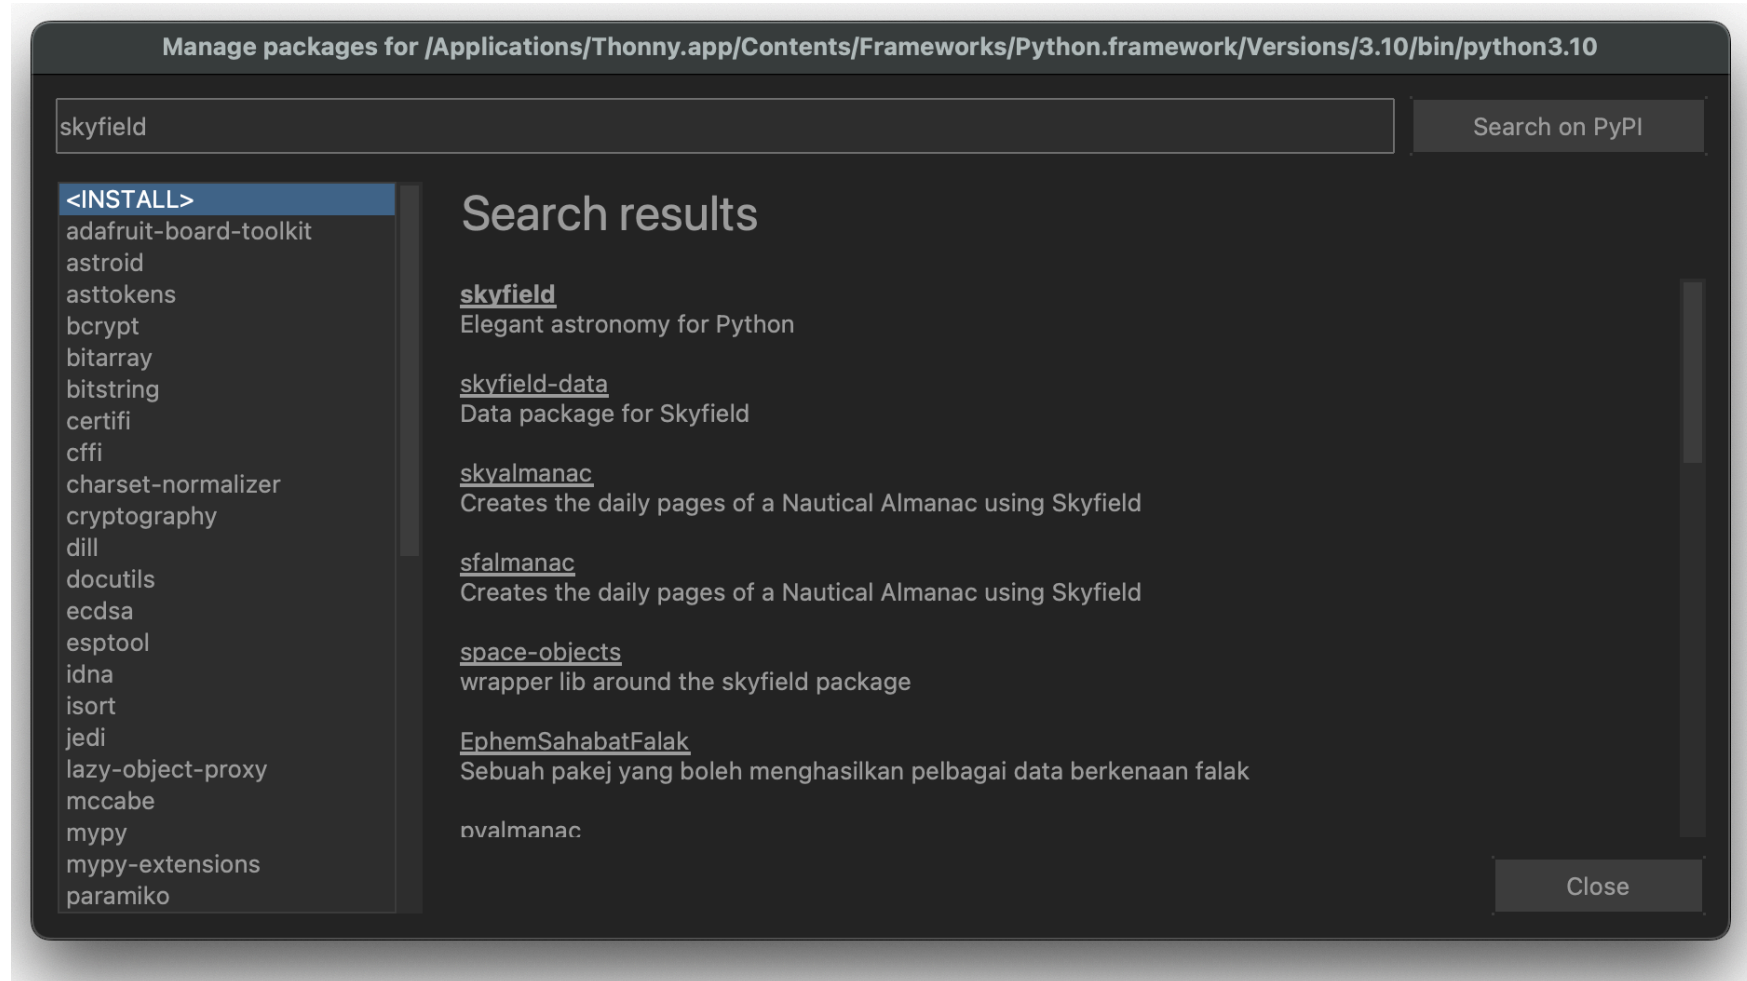 Manage packages for /Applications/Thonny.app/Contents/Frameworks/Python.framework/Versions/3.10/bin/python3.10
skyfield
Search on PyPI
<INSTALL>
adafruit-board-toolkit
astroid
asttokens
bcrypt
bitarray
bitstring
certifi
cffi
charset-normalizer
cryptography
dill
docutils
ecdsa
esptool
idna
isort
jedi
lazy-object-proxy
mccabe
mypy
mypy-extensions
paramiko
Search results
skyfield
Elegant astronomy for Python
skyfield-data
Data package for Skyfield
skyalmanac
Creates the daily pages of a Nautical Almanac using Skyfield
sfalmanac
Creates the daily pages of a Nautical Almanac using Skyfield
space-objects
wrapper lib around the skyfield package
EphemSahabatFalak
Sebuah pakej yang boleh menghasilkan pelbagai data berkenaan falak
pyalmanac
Close